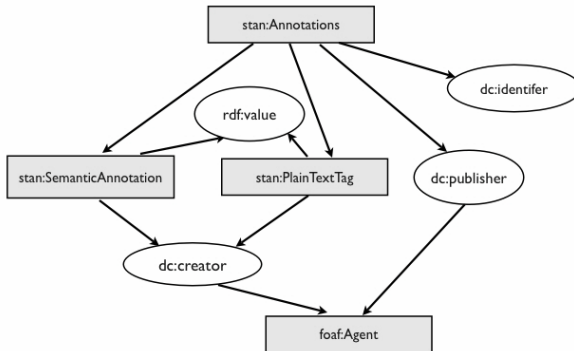 stan:Annotations
dc:identifer
rdf:value
stan:SemanticAnnotation
stan:PlainTextTag
dc:publisher
dc:creator
foaf:Agent